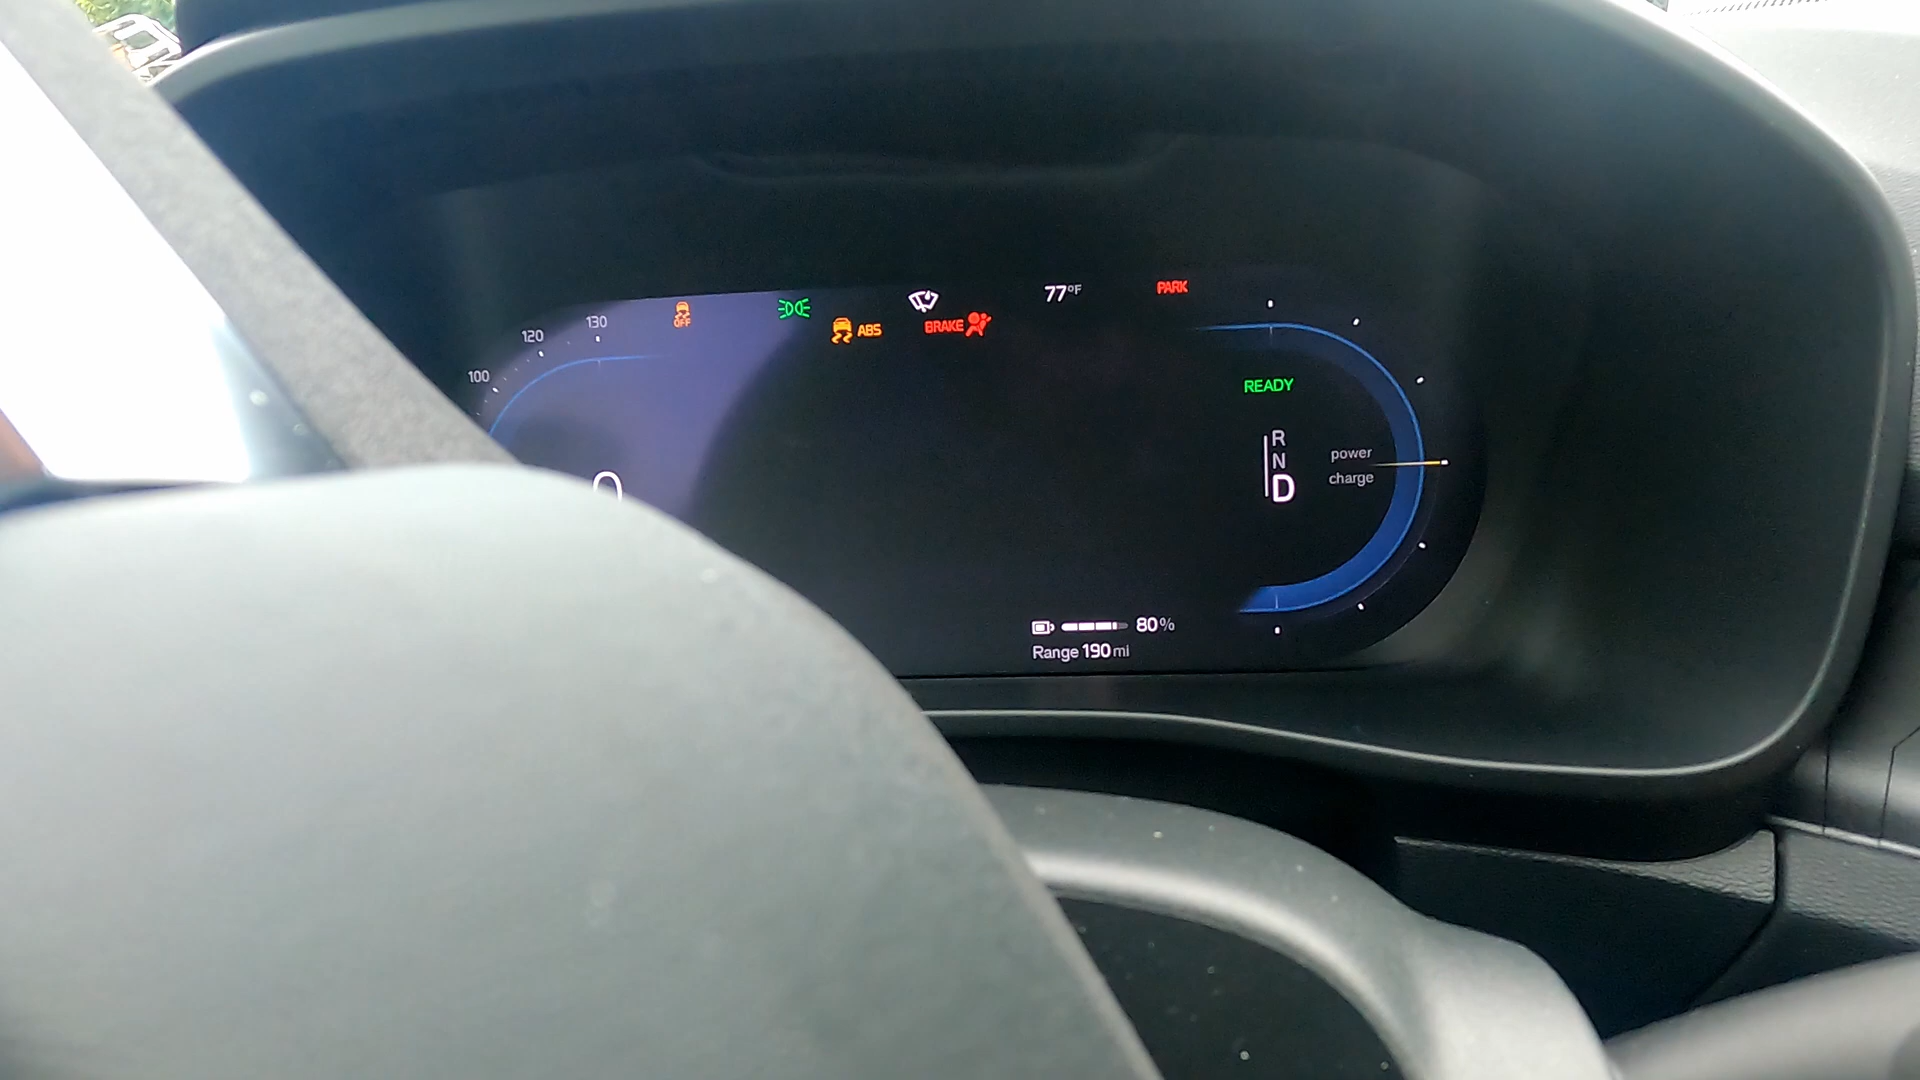 77°F
PARK
130
OFF
120
ABS
BRAKE
100
READY
R
N
D
power
charge
0
80%
Range 190 mi